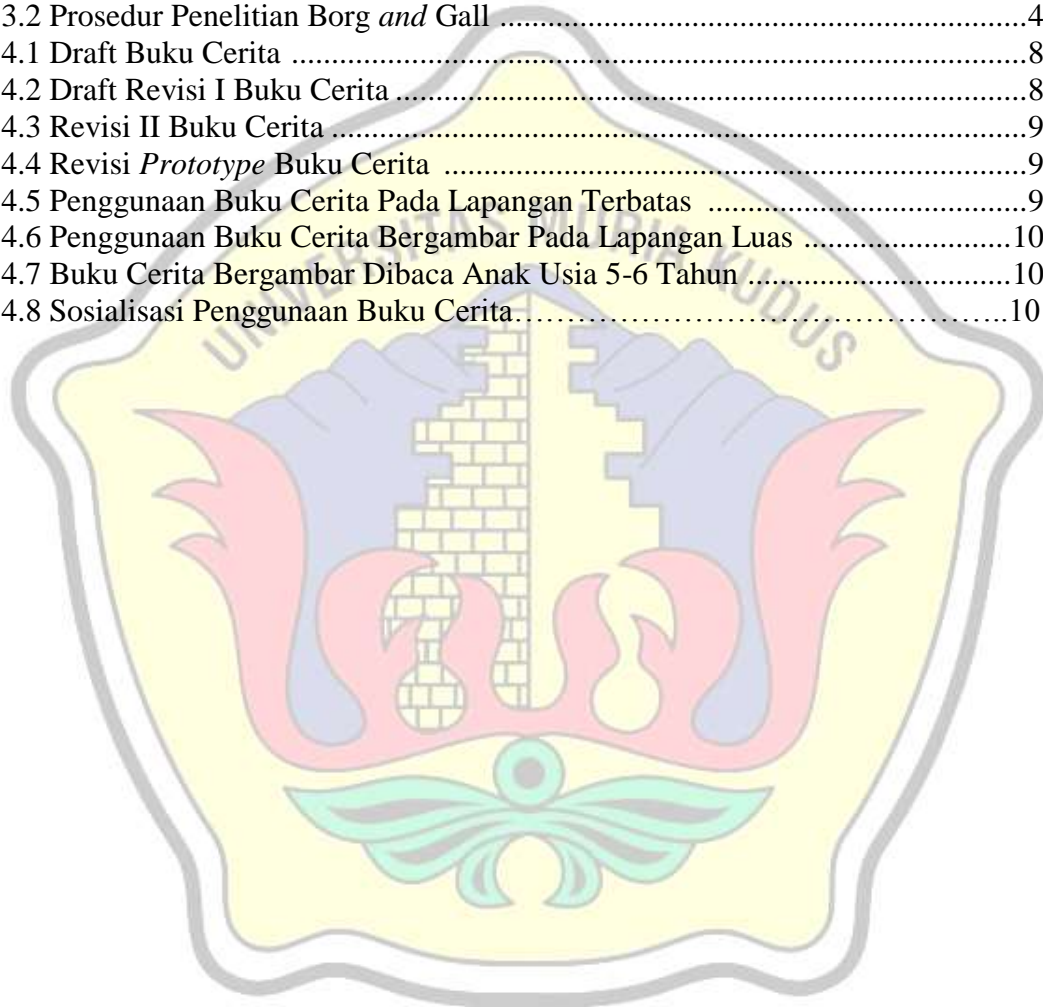 3.2 Prosedur Penelitian Borg and Gall ................................................................4
4.1 Draft Buku Cerita ...........................................................................................8
4.2 Draft Revisi I Buku Cerita ..............................................................................8
4.3 Revisi II Buku Cerita ......................................................................................9
4.4 Revisi Prototype Buku Cerita .........................................................................9
4.5 Penggunaan Buku Cerita Pada Lapangan Terbatas ........................................9
4.6 Penggunaan Buku Cerita Bergambar Pada Lapangan Luas ..........................10
4.7 Buku Cerita Bergambar Dibaca Anak Usia 5-6 Tahun .................................10
4.8 Sosialisasi Penggunaan Buku Cerita…………………………………………..10
UNIVERSITAS MURIA KUDUS